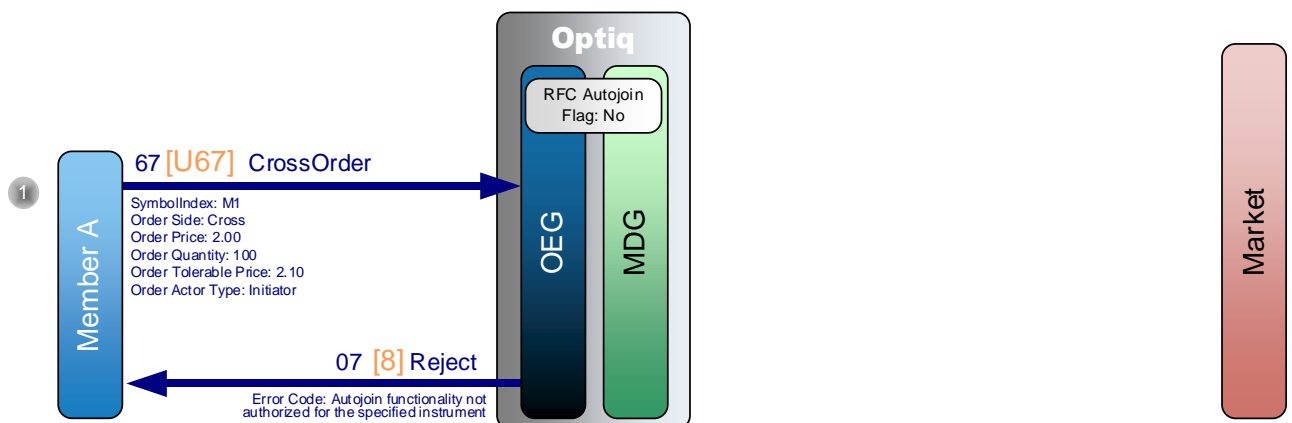 Optiq
RFC Autojoin
Flag: No
67 [U67] CrossOrder
1
SymbolIndex: M1
Order Side: Cross
Order Price: 2.00
Order Quantity: 100
Order Tolerable Price: 2.10
Order Actor Type: Initiator
Member A
OEG
MDG
Market
07 [8] Reject
Error Code: Autojoin functionality not
authorized for the specified instrument